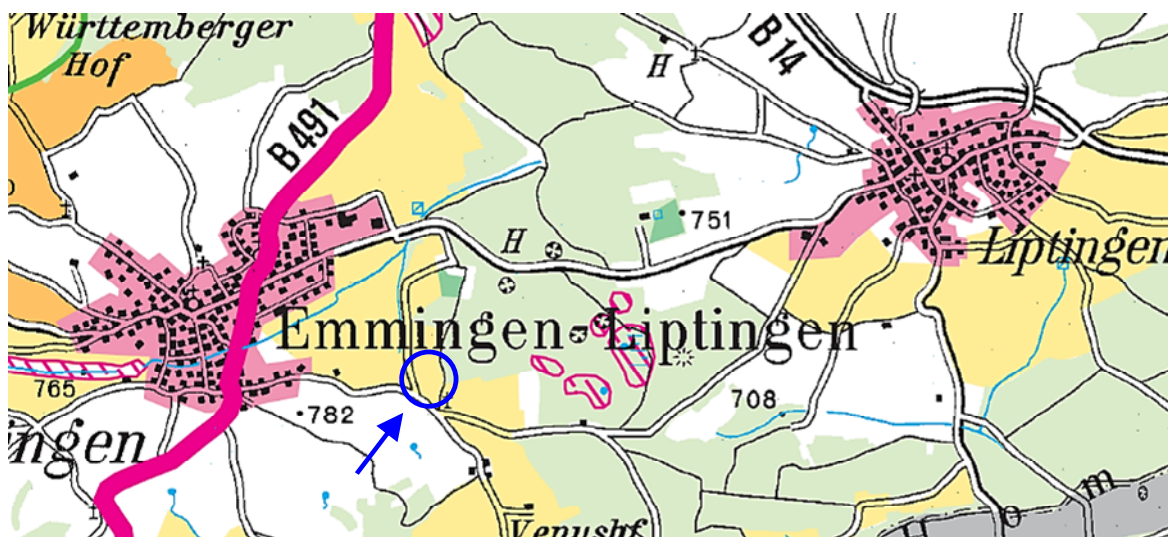 Württemberger
Hof
B 491
B 14
H
H
751
Liptingen
Emmingen-Liptingen
765
782
708
ingen
Venushf
H o m